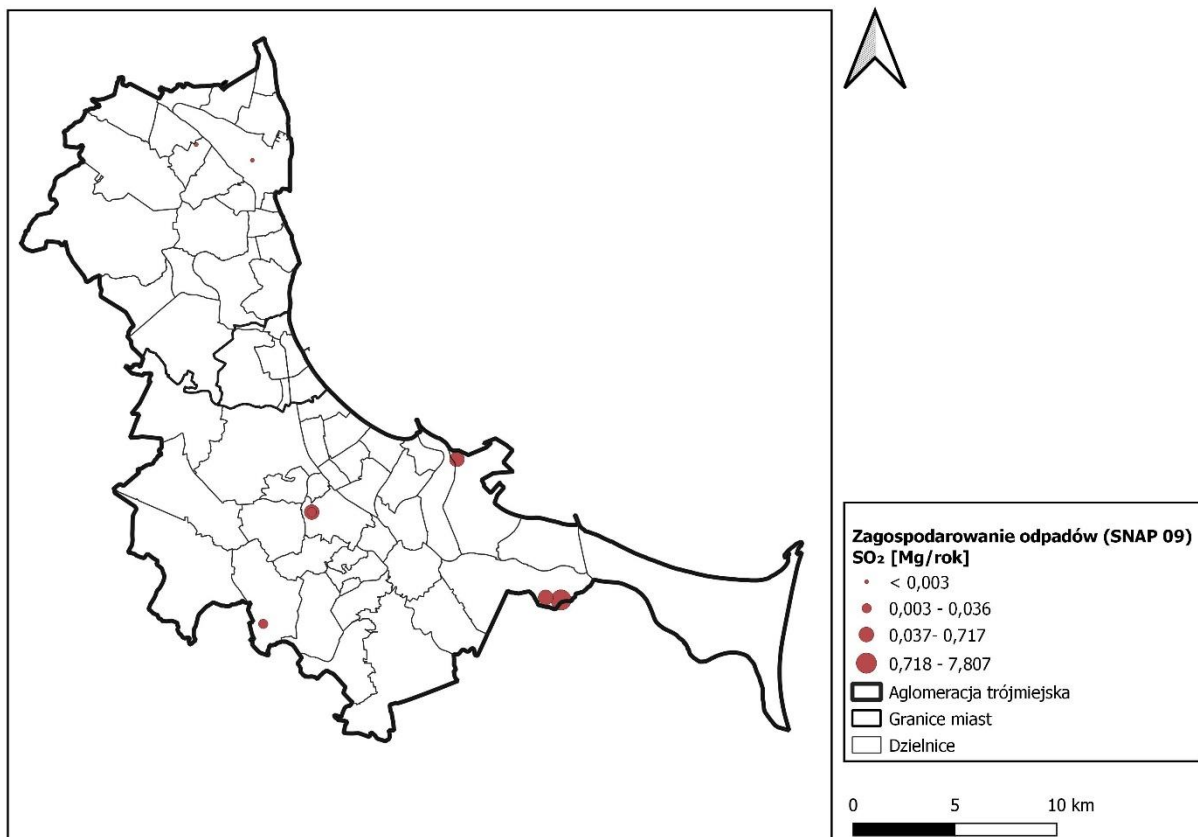 Zagospodarowanie odpadów (SNAP 09)
SO₂ [Mg/rok]
< 0,003
0,003 - 0,036
0,037- 0,717
0,718 - 7,807
Aglomeracja trójmiejska
Granice miast
Dzielnice
0 5 10 km